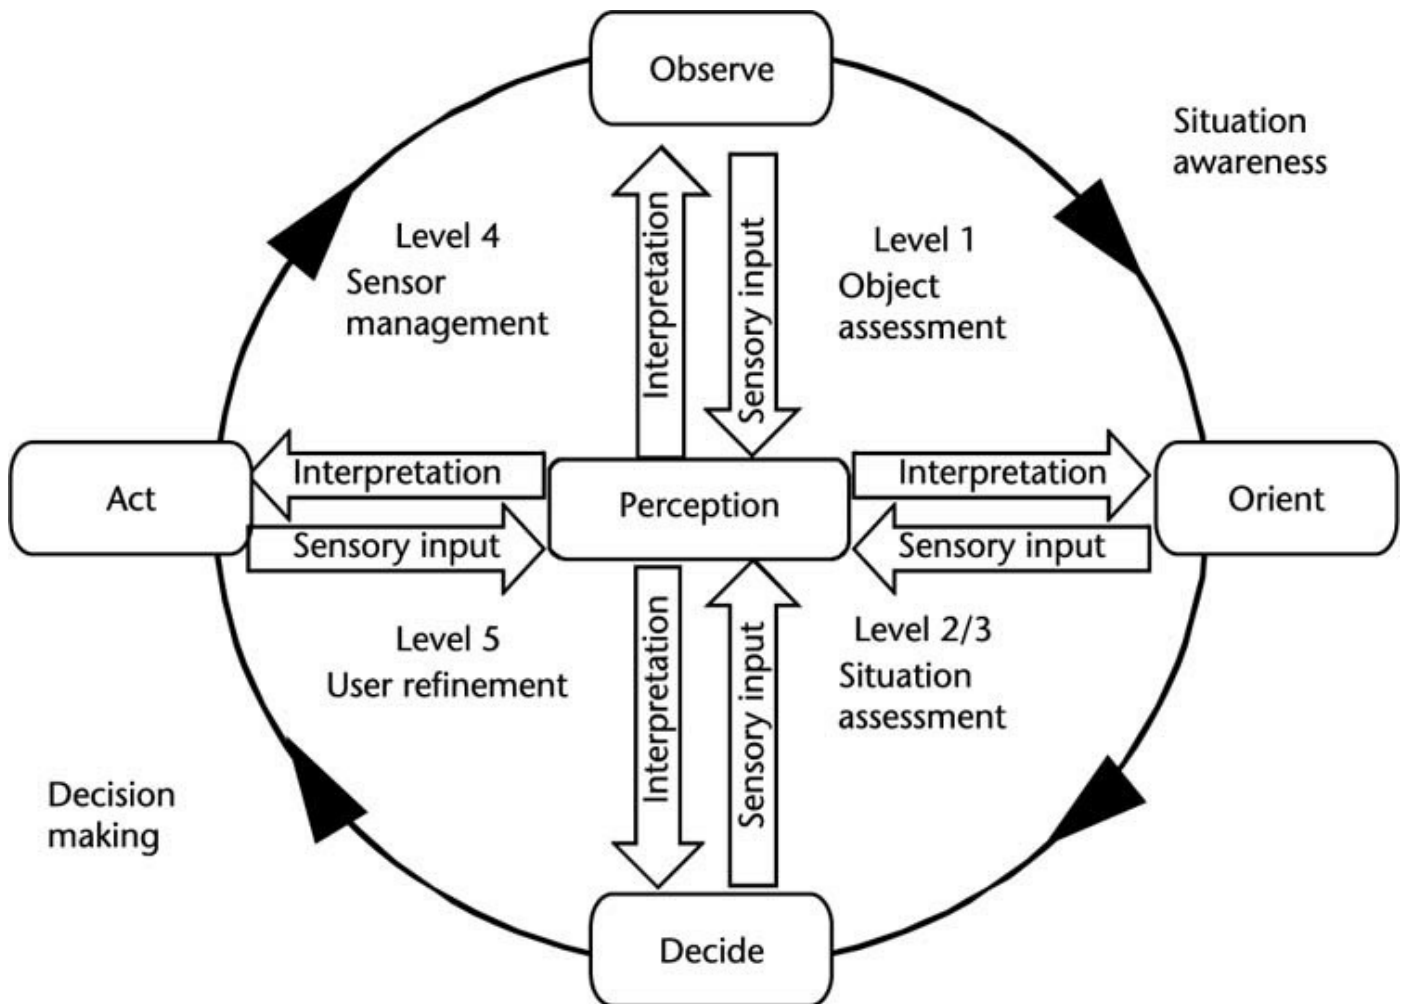 Observe
Situation
awareness
Level 4
Sensor
management
Interpretation
Sensory input
Level 1
Object
assessment
Act
Interpretation
Sensory input
Perception
Interpretation
Sensory input
Orient
Level 5
User refinement
Interpretation
Sensory input
Level 2/3
Situation
assessment
Decision
making
Decide